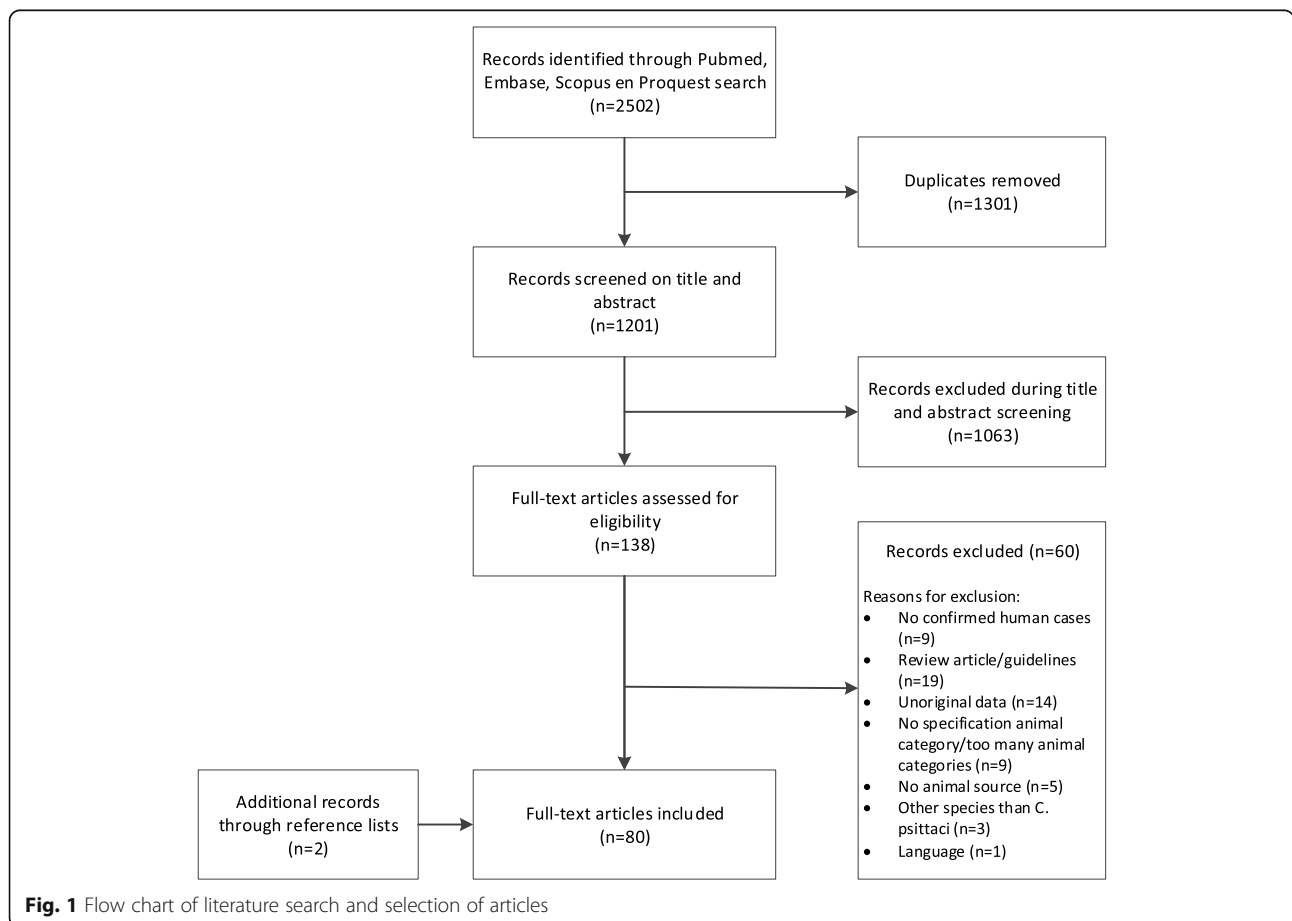 Records identified through Pubmed,
Embase, Scopus en Proquest search
(n=2502)
Duplicates removed
(n=1301)
Records screened on title and
abstract
(n=1201)
Records excluded during title
and abstract screening
(n=1063)
Full-text articles assessed for
eligibility
(n=138)
Records excluded (n=60)
Reasons for exclusion:
● No confirmed human cases
(n=9)
● Review article/guidelines
(n=19)
● Unoriginal data (n=14)
● No specification animal
category/too many animal
categories (n=9)
● No animal source (n=5)
● Other species than C.
psittaci (n=3)
● Language (n=1)
Additional records
through reference lists
(n=2)
Full-text articles included
(n=80)
Fig. 1 Flow chart of literature search and selection of articles